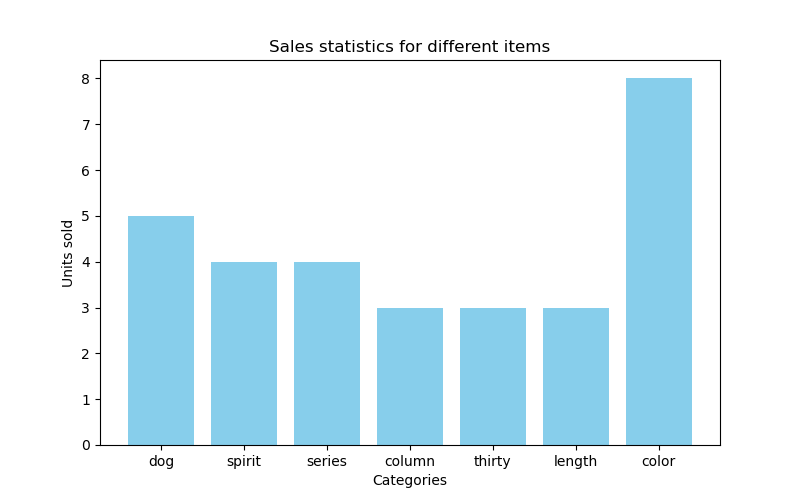 Sales statistics for different items
Units sold
8
7
6
5
4
3
2
1
0
dog spirit series column thirty length color
Categories